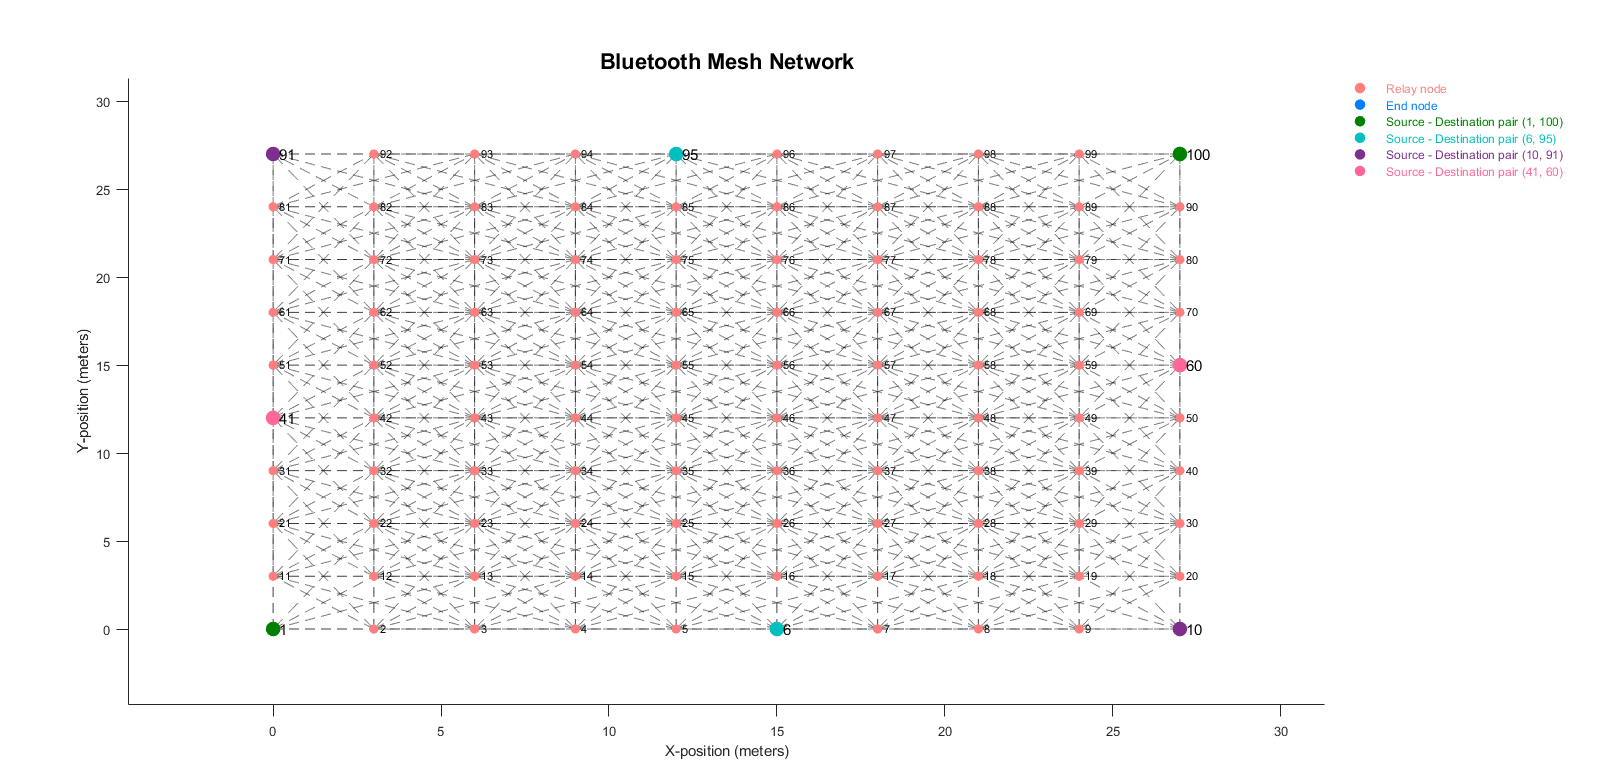 Bluetooth Mesh Network
Relay node
End node
Source - Destination pair (1, 100)
Source - Destination pair (6, 95)
Source - Destination pair (10, 91)
Source - Destination pair (41, 60)
30
25
20
15
10
5
0
Y-position (meters)
91 92 93 94 95 96 97 98 99 100
81 82 83 84 85 86 87 88 89 90
71 72 73 74 75 76 77 78 79 80
61 62 63 64 65 66 67 68 69 70
51 52 53 54 55 56 57 58 59 60
41 42 43 44 45 46 47 48 49 50
31 32 33 34 35 36 37 38 39 40
21 22 23 24 25 26 27 28 29 30
11 12 13 14 15 16 17 18 19 20
1 2 3 4 5 6 7 8 9 10
0 5 10 15 20 25 30
X-position (meters)